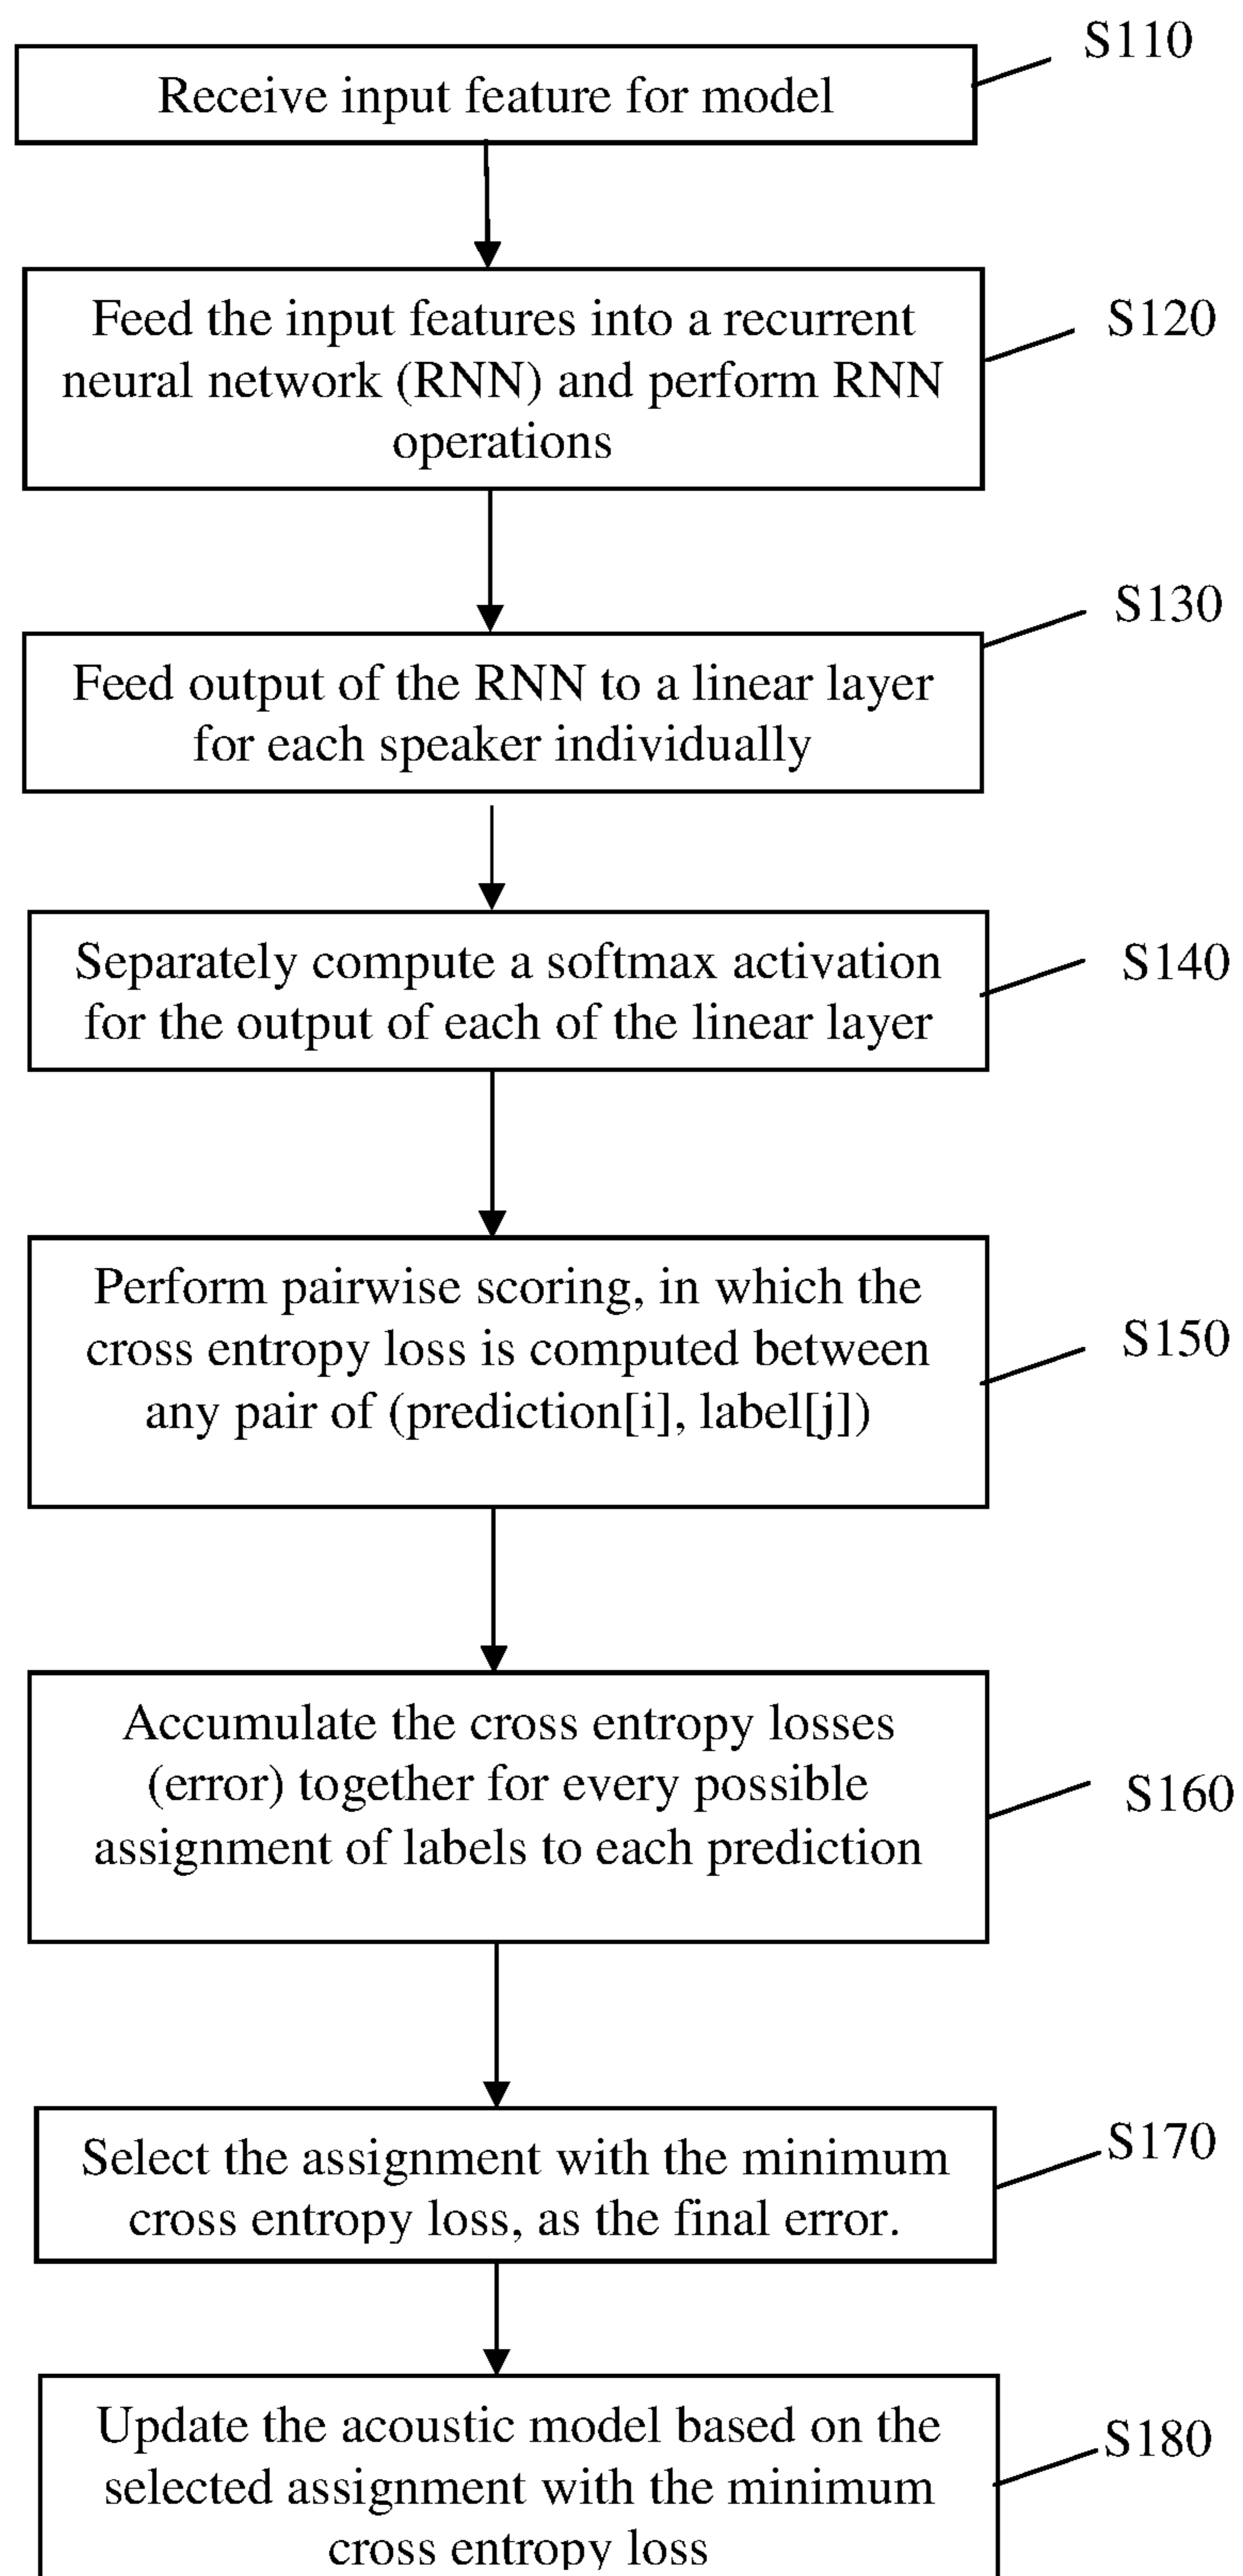 S110
Receive input feature for model
Feed the input features into a recurrent
neural network (RNN) and perform RNN
operations
S120
S130
Feed output of the RNN to a linear layer
for each speaker individually
Separately compute a softmax activation
for the output of each of the linear layer
S140
Perform pairwise scoring, in which the
cross entropy loss is computed between
any pair of (prediction[i], label[j])
S150
Accumulate the cross entropy losses
(error) together for every possible
assignment of labels to each prediction
S160
Select the assignment with the minimum
cross entropy loss, as the final error.
S170
Update the acoustic model based on the
selected assignment with the minimum
cross entropy loss
S180